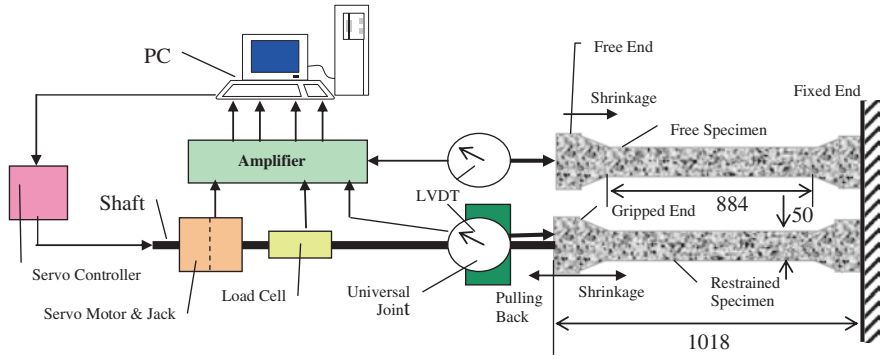 PC
Free End
Shrinkage
Fixed End
Free Specimen
Amplifier
LVDT
884
50
Gripped End
Shaft
Servo Controller
Load Cell
Servo Motor & Jack
Universal
Joint
Pulling
Back
Shrinkage
Restrained
Specimen
1018